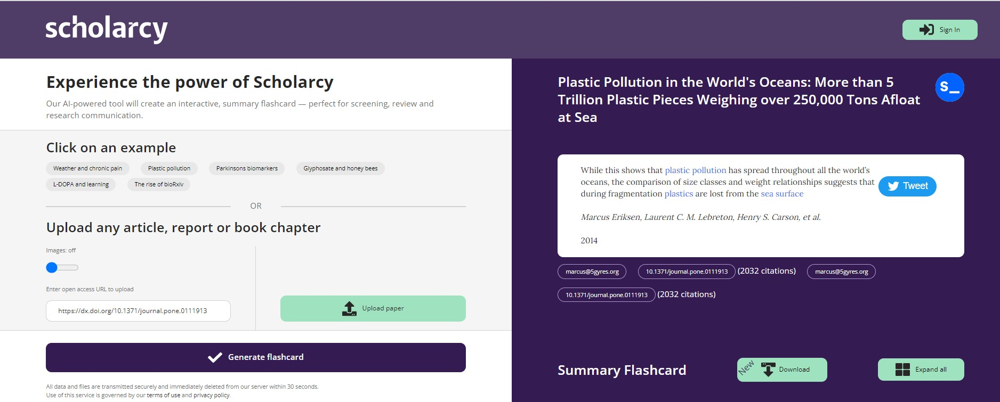 scholarcy
Sign In
Experience the power of Scholarcy
Our AI-powered tool will create an interactive, summary flashcard — perfect for screening, review and
research communication.
Click on an example
Weather and chronic pain
Plastic pollution
Parkinsons biomarkers
Glyphosate and honey bees
L-DOPA and learning
The rise of bioRxiv
OR
Upload any article, report or book chapter
Images: off
Enter open access URL to upload
https://dx.doi.org/10.1371/journal.pone.0111913
Upload paper
Generate flashcard
All data and files are transmitted securely and immediately deleted from our server within 30 seconds.
Use of this service is governed by our terms of use and privacy policy.
Plastic Pollution in the World's Oceans: More than 5
Trillion Plastic Pieces Weighing over 250,000 Tons Afloat
at Sea
S_
While this shows that plastic pollution has spread throughout all the world’s
oceans, the comparison of size classes and weight relationships suggests that
during fragmentation plastics are lost from the sea surface
Tweet
Marcus Eriksen, Laurent C. M. Lebreton, Henry S. Carson, et al.
2014
marcus@5gyres.org
10.1371/journal.pone.0111913 (2032 citations)
marcus@5gyres.org
10.1371/journal.pone.0111913 (2032 citations)
Summary Flashcard
New
Download
Expand all